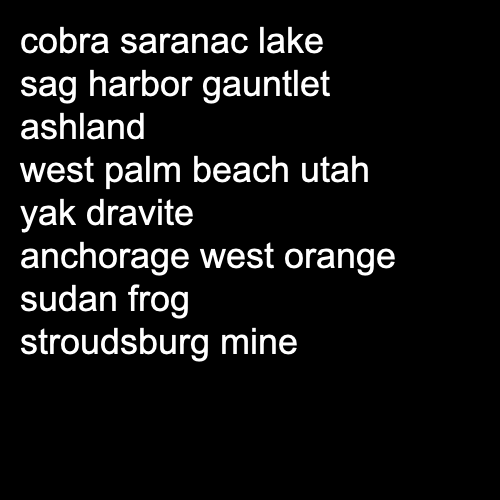 cobra saranac lake
sag harbor gauntlet
ashland
west palm beach utah
yak dravite
anchorage west orange
sudan frog
stroudsburg mine